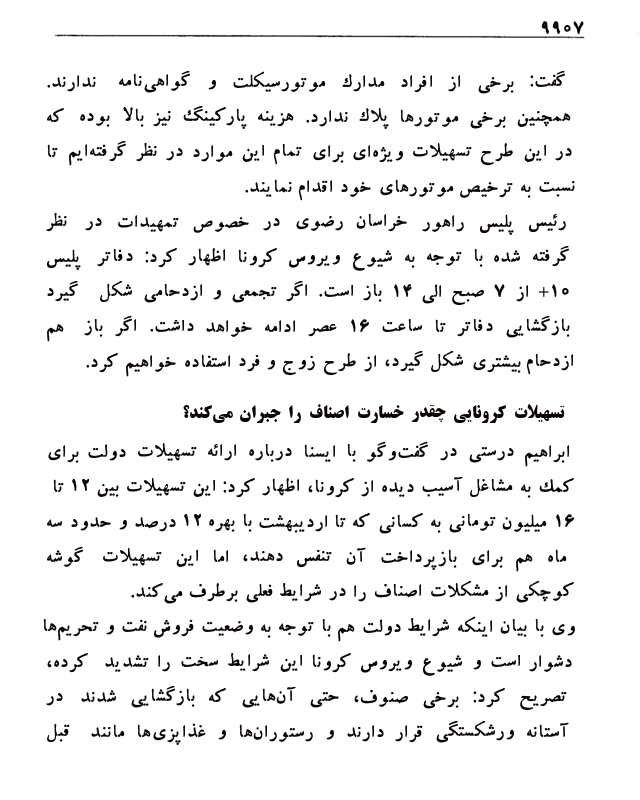 ۹۹۰۷
گفت: برخی از افراد مدارك موتورسیکلت و گواهی‌نامه ندارند.
همچنین برخی موتورها پلاك ندارد. هزینه پارکینگ نیز بالا بوده که
در این طرح تسهیلات ویژه‌ای برای تمام این موارد در نظر گرفته‌ایم تا
نسبت به ترخیص موتورهای خود اقدام نمایند.
رئیس پلیس راهور خراسان رضوی در خصوص تمهیدات در نظر
گرفته شده با توجه به شیوع ویروس کرونا اظهار کرد: دفاتر پلیس
۱۰+ از ۷ صبح الی ۱۴ باز است. اگر تجمعی و ازدحامی شکل گیرد
بازگشایی دفاتر تا ساعت ۱۶ عصر ادامه خواهد داشت. اگر باز هم
ازدحام بیشتری شکل گیرد، از طرح زوج و فرد استفاده خواهیم کرد.
تسهیلات کرونایی چقدر خسارت اصناف را جبران می‌کند؟
ابراهیم درستی در گفت‌وگو با ایسنا درباره ارائه تسهیلات دولت برای
کمك به مشاغل آسیب دیده از کرونا، اظهار کرد: این تسهیلات بین ۱۲ تا
۱۶ میلیون تومانی به کسانی که تا اردیبهشت با بهره ۱۲ درصد و حدود سه
ماه هم برای بازپرداخت آن تنفس دهند، اما این تسهیلات گوشه
کوچکی از مشکلات اصناف را در شرایط فعلی برطرف می‌کند.
وی با بیان اینکه شرایط دولت هم با توجه به وضعیت فروش نفت و تحریم‌ها
دشوار است و شیوع ویروس کرونا این شرایط سخت را تشدید کرده،
تصریح کرد: برخی صنوف، حتی آن‌هایی که بازگشایی شدند در
آستانه ورشکستگی قرار دارند و رستوران‌ها و غذاپزی‌ها مانند قبل